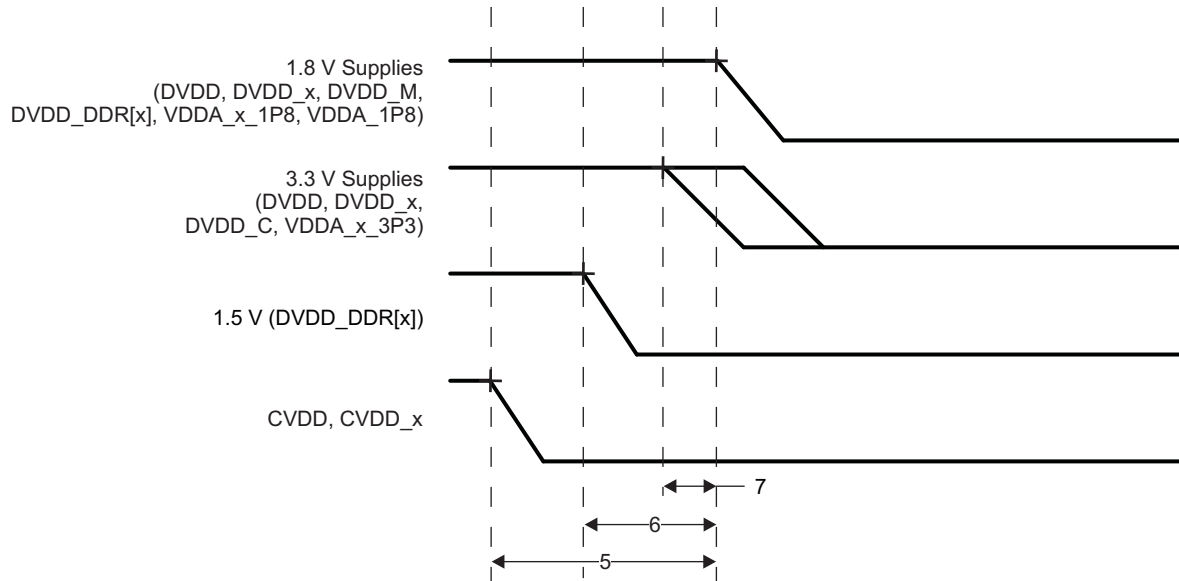 1.8 V Supplies
(DVDD, DVDD_x, DVDD_M,
DVDD_DDR[x], VDDA_x_1P8, VDDA_1P8)
3.3 V Supplies
(DVDD, DVDD_x,
DVDD_C, VDDA_x_3P3)
1.5 V (DVDD_DDR[x])
CVDD, CVDD_x
7
6
5